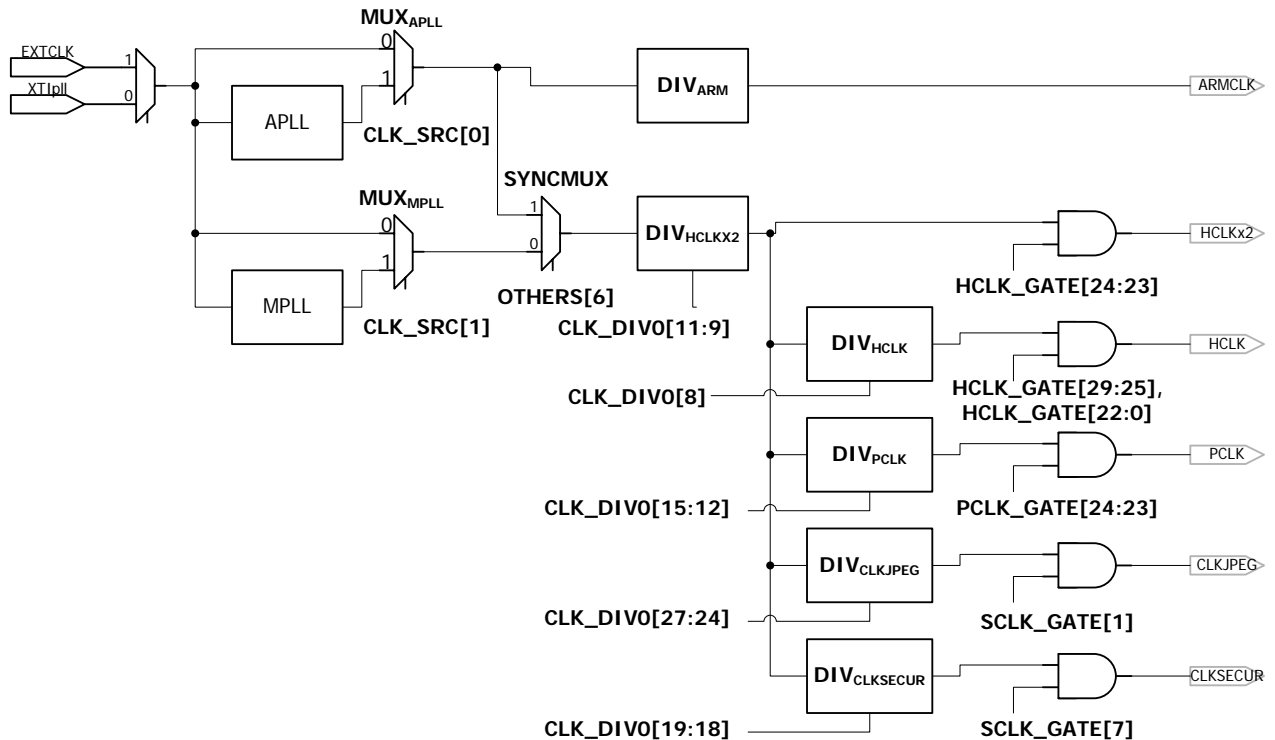 MUXAPLL
EXTCLK
1
XTIpll
0
0
1
APLL
CLK_SRC[0]
DIVARM
ARMCLK
SYNCMUX
MUXMPLL
0
1
MPLL
CLK_SRC[1]
1
0
OTHERS[6]
DIVHCLKX2
CLK_DIV0[11:9]
HCLKx2
HCLK_GATE[24:23]
DIVHCLK
CLK_DIV0[8]
HCLK
HCLK_GATE[29:25],
HCLK_GATE[22:0]
DIVPCLK
CLK_DIV0[15:12]
PCLK
PCLK_GATE[24:23]
DIVCLKJPEG
CLK_DIV0[27:24]
CLKJPEG
SCLK_GATE[1]
DIVCLKSECUR
CLK_DIV0[19:18]
CLKSECUR
SCLK_GATE[7]